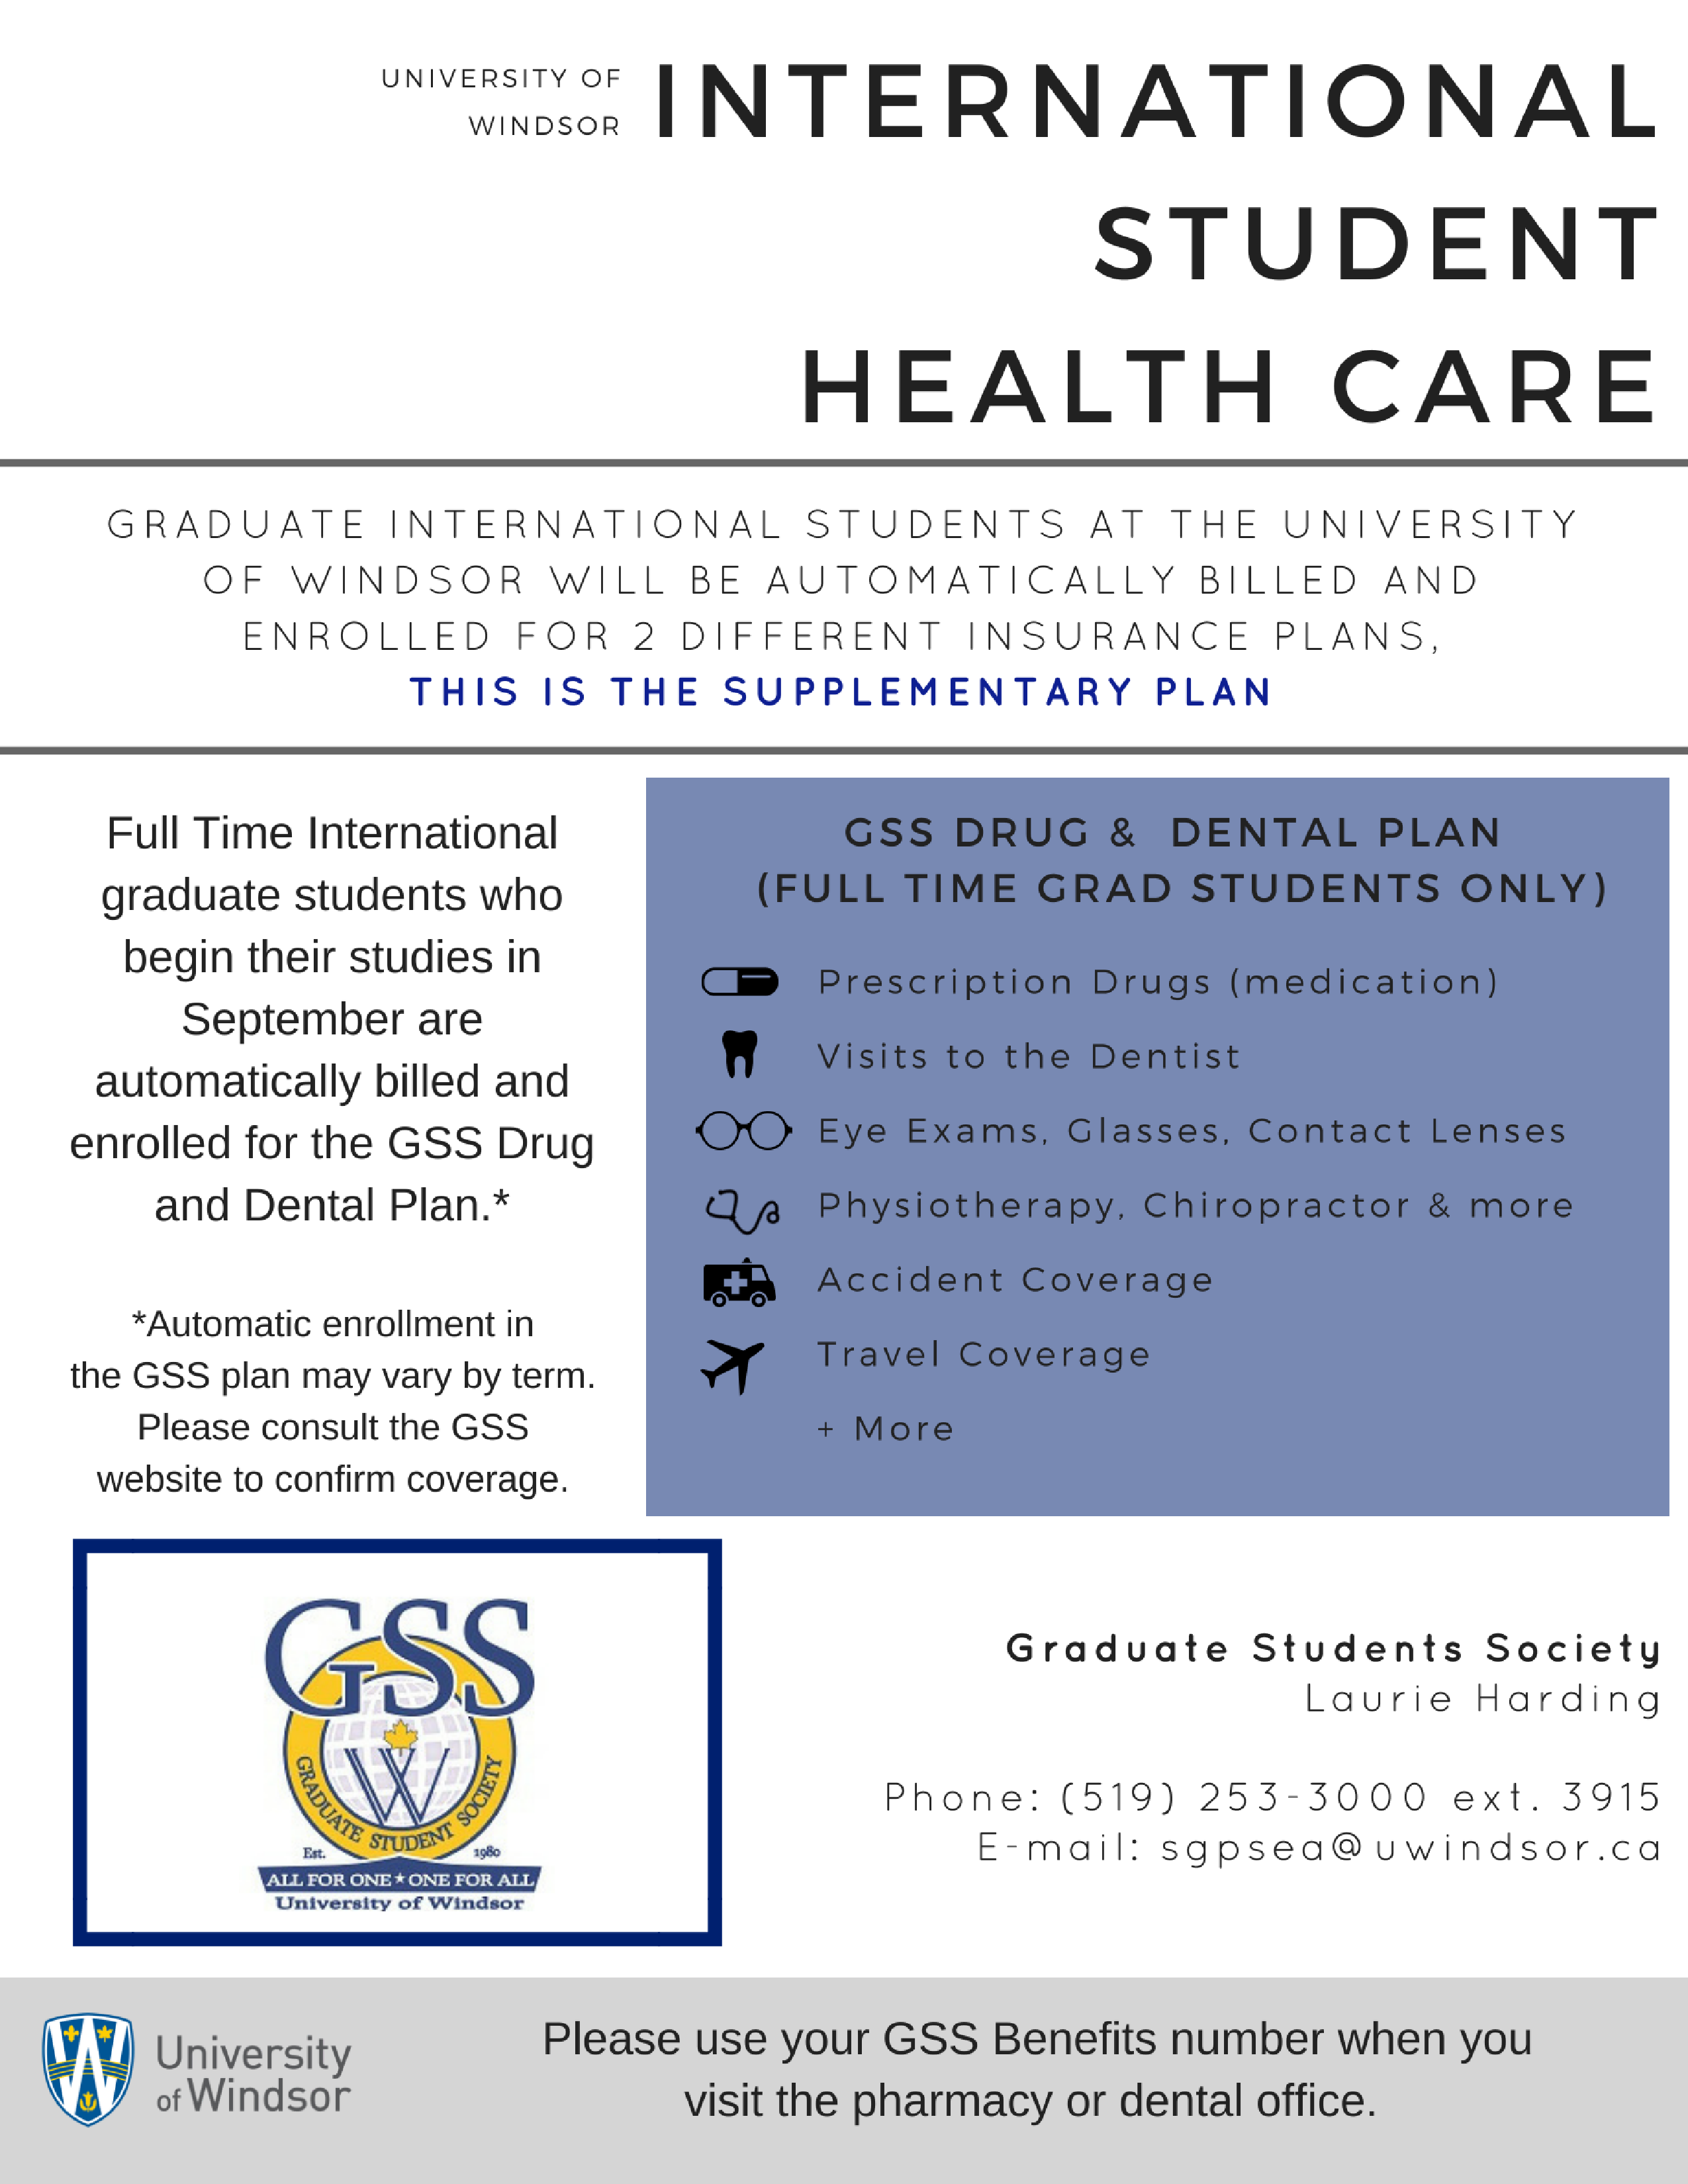 UNIVERSITY OF
WINDSOR
INTERNATIONAL
STUDENT
HEALTH CARE
GRADUATE INTERNATIONAL STUDENTS AT THE UNIVERSITY
OF WINDSOR WILL BE AUTOMATICALLY BILLED AND
ENROLLED FOR 2 DIFFERENT INSURANCE PLANS,
THIS IS THE SUPPLEMENTARY PLAN
Full Time International
graduate students who
begin their studies in
September are
automatically billed and
enrolled for the GSS Drug
and Dental Plan.*
*Automatic enrollment in
the GSS plan may vary by term.
Please consult the GSS
website to confirm coverage.
GSS DRUG & DENTAL PLAN
(FULL TIME GRAD STUDENTS ONLY)
Prescription Drugs (medication)
Visits to the Dentist
Eye Exams, Glasses, Contact Lenses
Physiotherapy, Chiropractor & more
Accident Coverage
Travel Coverage
+ More
GSS
W
GRADUATE STUDENT SOCIETY
Est. 1980
ALL FOR ONE ★ ONE FOR ALL
University of Windsor
Graduate Students Society
Laurie Harding
Phone: (519) 253-3000 ext. 3915
E-mail: sgpsea@uwindsor.ca
University
of Windsor
Please use your GSS Benefits number when you
visit the pharmacy or dental office.